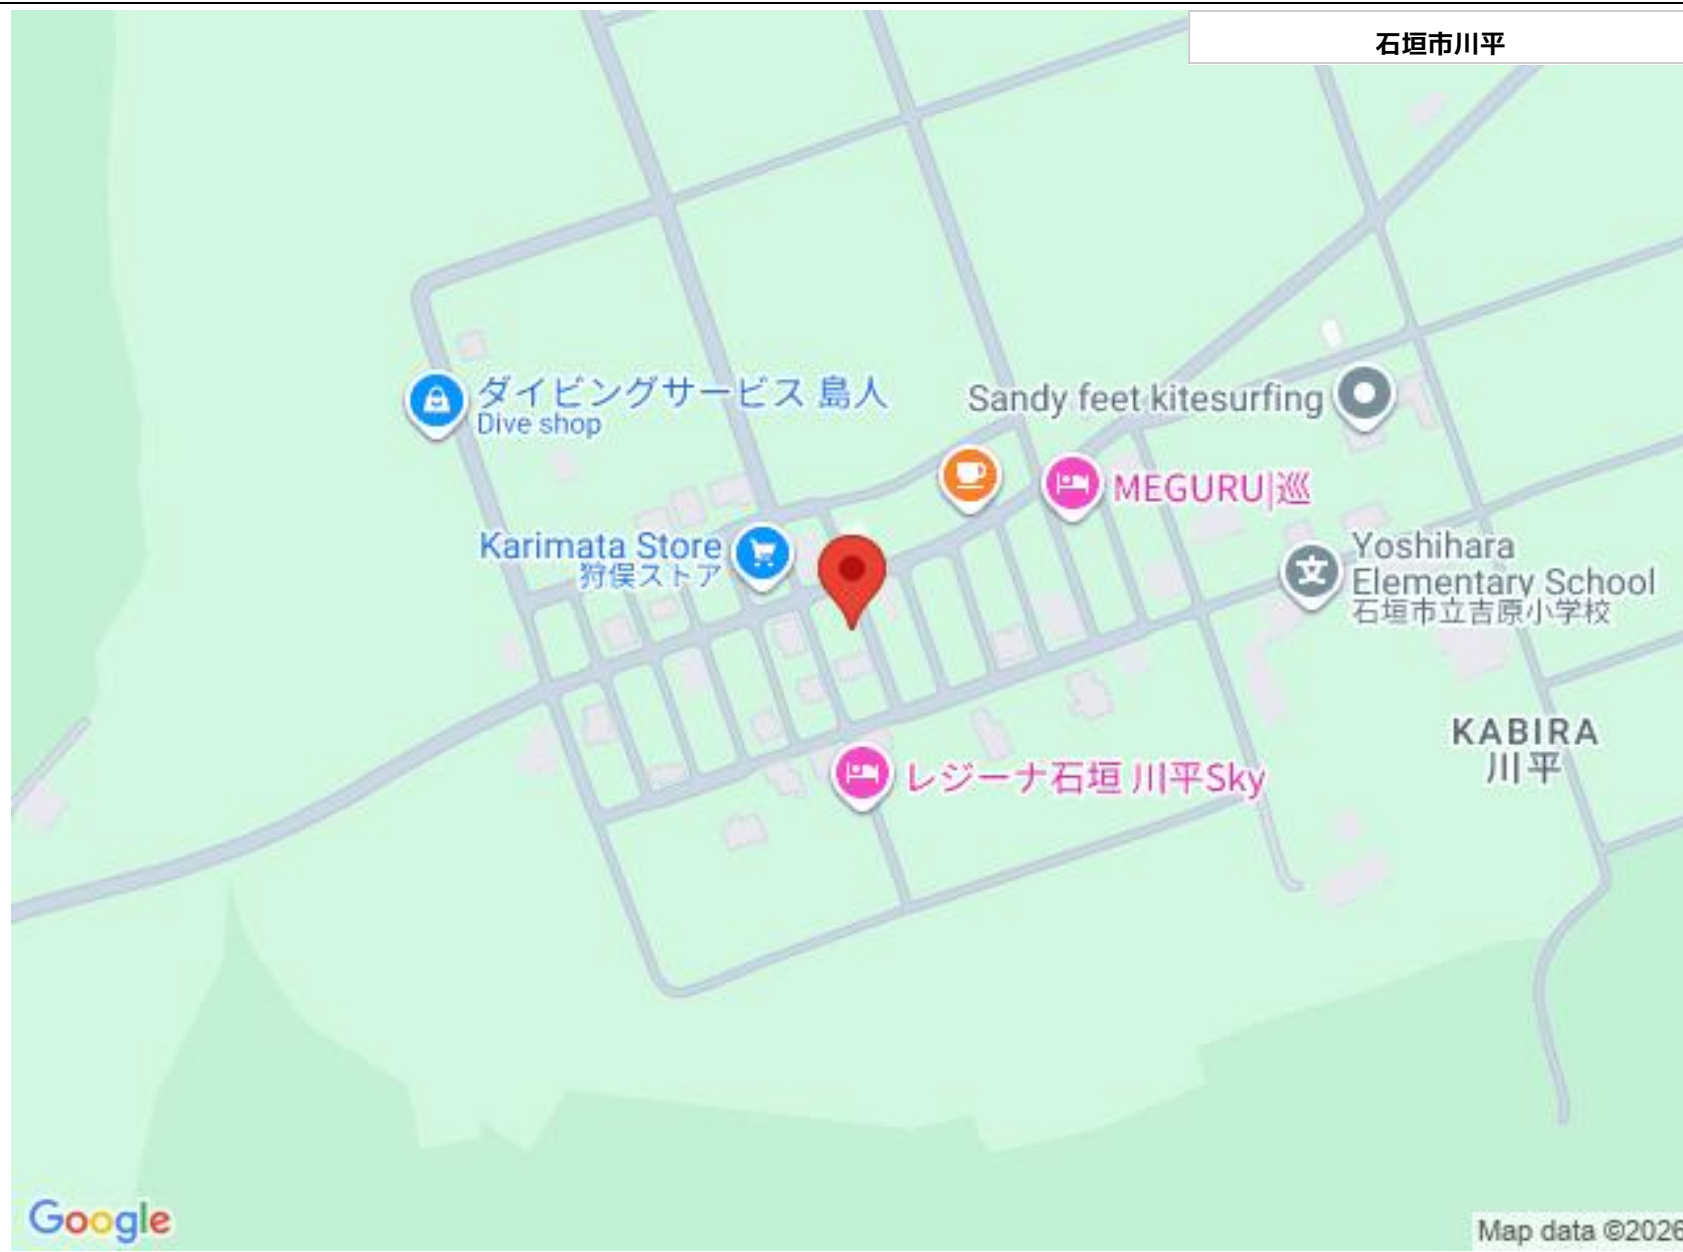 石垣市川平
ダイビングサービス 島人
Dive shop
Sandy feet kitesurfing
MEGURU|巡
Karimata Store
狩俣ストア
Yoshihara
Elementary School
石垣市立吉原小学校
KABIRA
川平
レジーナ石垣 川平Sky
Google
Map data ©2026